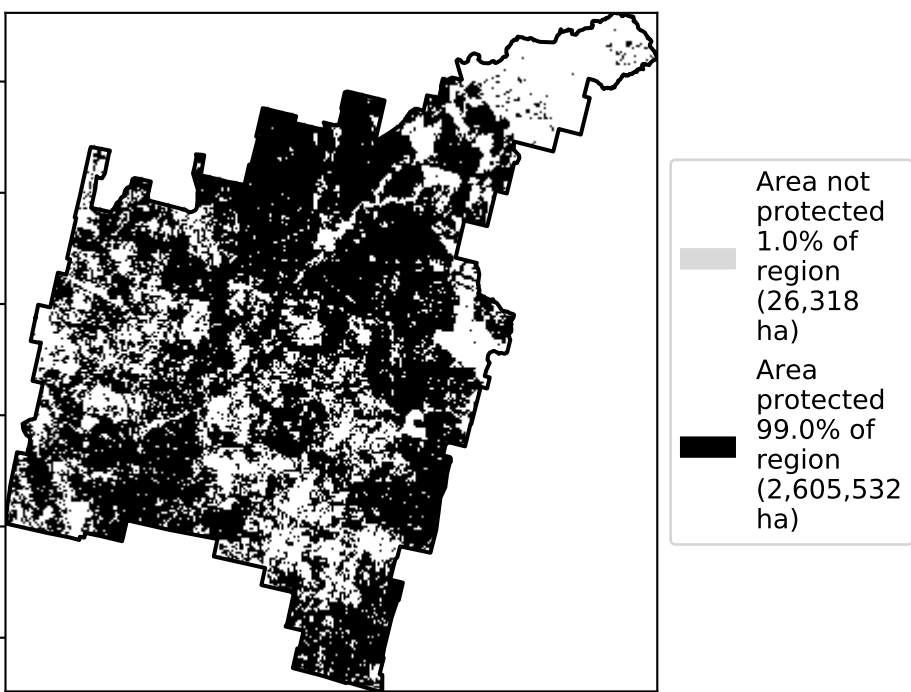 Area not
protected
1.0% of
region
(26,318
ha)
Area
protected
99.0% of
region
(2,605,532
ha)